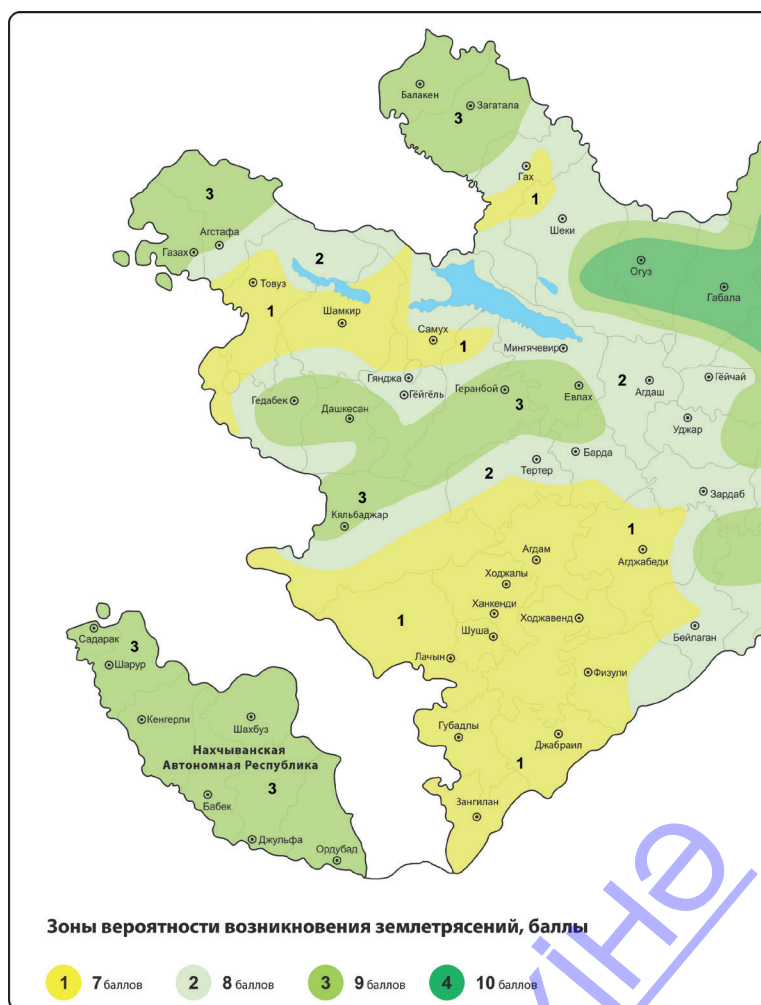 Балакен
Загатала
3
Гах
1
3
Шеки
Агстафа
Газах
2
Огуз
Товуз
Габала
1
Шамкир
Самух
1
Мингячевир
Гянджа
Геранбой
2
Гёйчай
Гёйгёль
Евлах
Агдаш
Гедабек
3
Дашкесан
Уджар
Барда
2
Тертер
3
Зардаб
Кяльбаджар
1
Агдам
Агджабеди
Ходжалы
Ханкенди
1
Ходжавенд
Садарак
Шуша
Бейлаган
3
Шарур
Лачын
Физули
Кенгерли
Шахбуз
Губадлы
Джабраил
Нахчыванская
Автономная Республика
1
3
Бабек
Зангилан
Джульфа
Ордубад
Зоны вероятности возникновения землетрясений, баллы
1 7 баллов 2 8 баллов 3 9 баллов 4 10 баллов